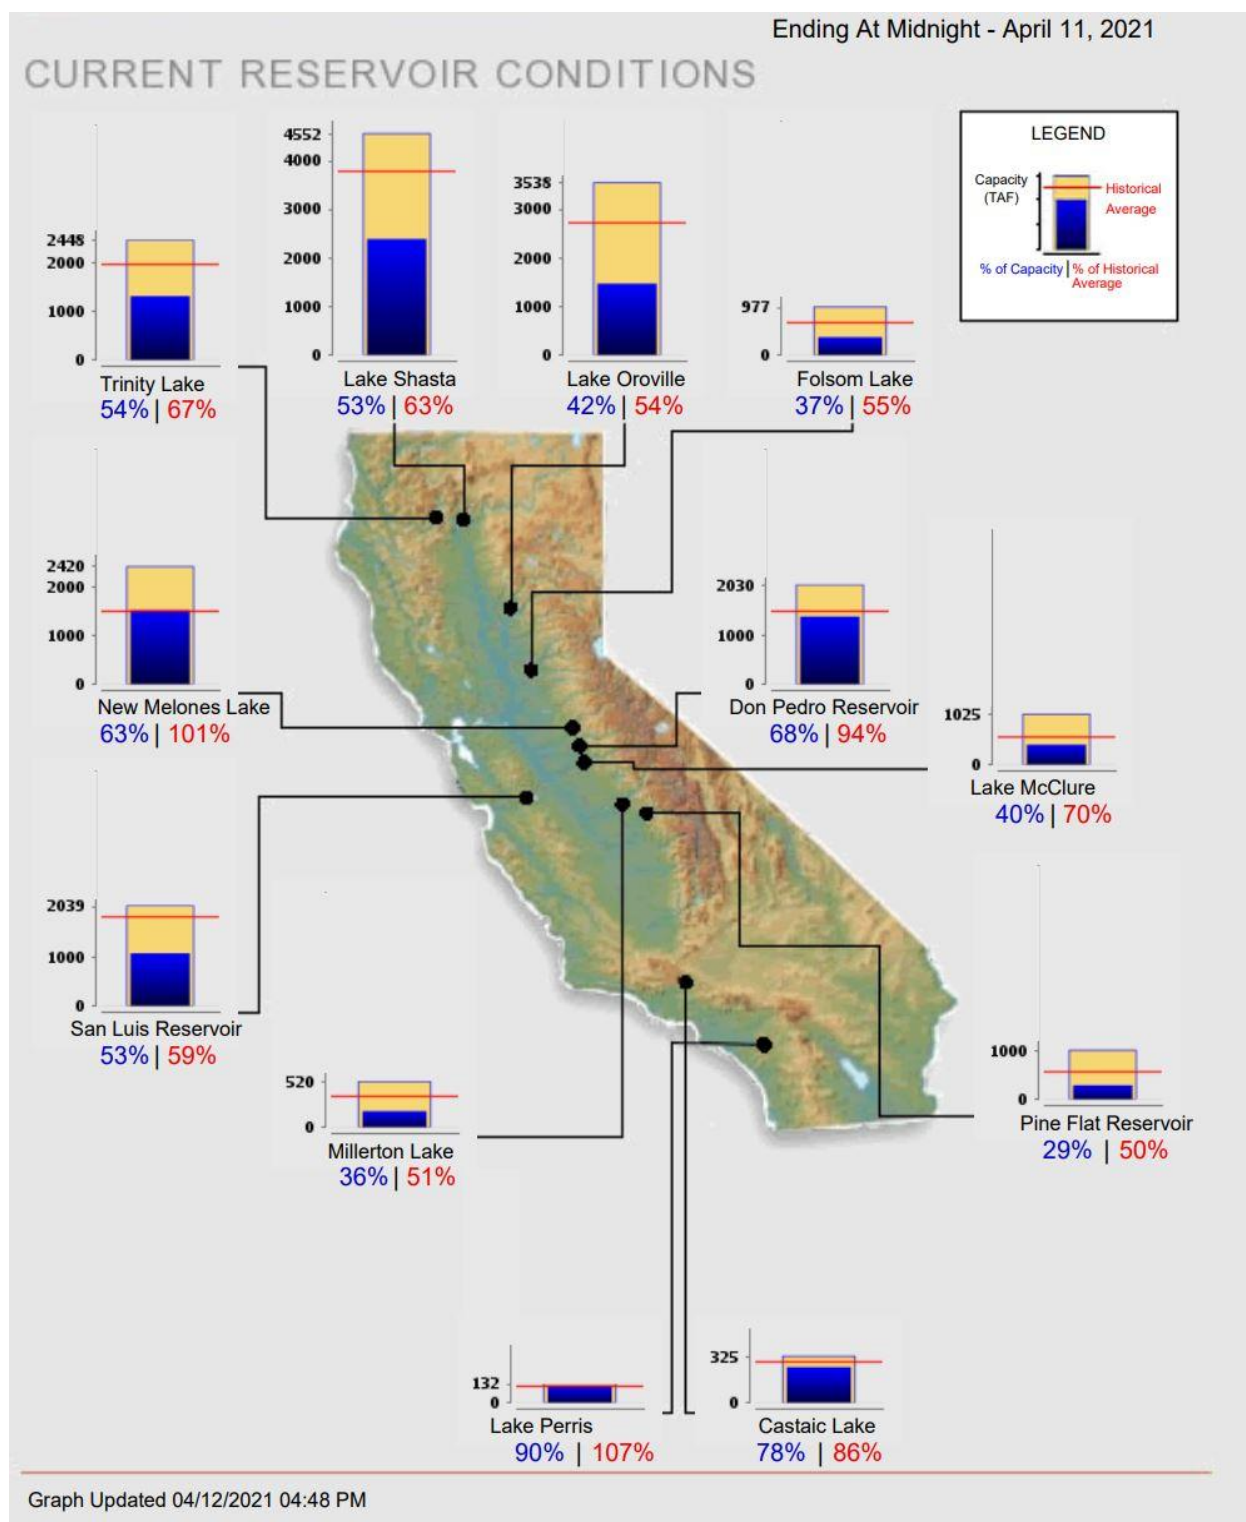 Ending At Midnight - April 11, 2021
CURRENT RESERVOIR CONDITIONS
LEGEND
Capacity
(TAF)
Historical
Average
% of Capacity | % of Historical
Average
2448
2000
1000
0
Trinity Lake
54% | 67%
4552
4000
3000
2000
1000
0
Lake Shasta
53% | 63%
3538
3000
2000
1000
0
Lake Oroville
42% | 54%
977
0
Folsom Lake
37% | 55%
2420
2000
1000
0
New Melones Lake
63% | 101%
2030
1000
0
Don Pedro Reservoir
68% | 94%
1025
0
Lake McClure
40% | 70%
2039
1000
0
San Luis Reservoir
53% | 59%
520
0
Millerton Lake
36% | 51%
1000
0
Pine Flat Reservoir
29% | 50%
132
0
Lake Perris
90% | 107%
325
0
Castaic Lake
78% | 86%
Graph Updated 04/12/2021 04:48 PM